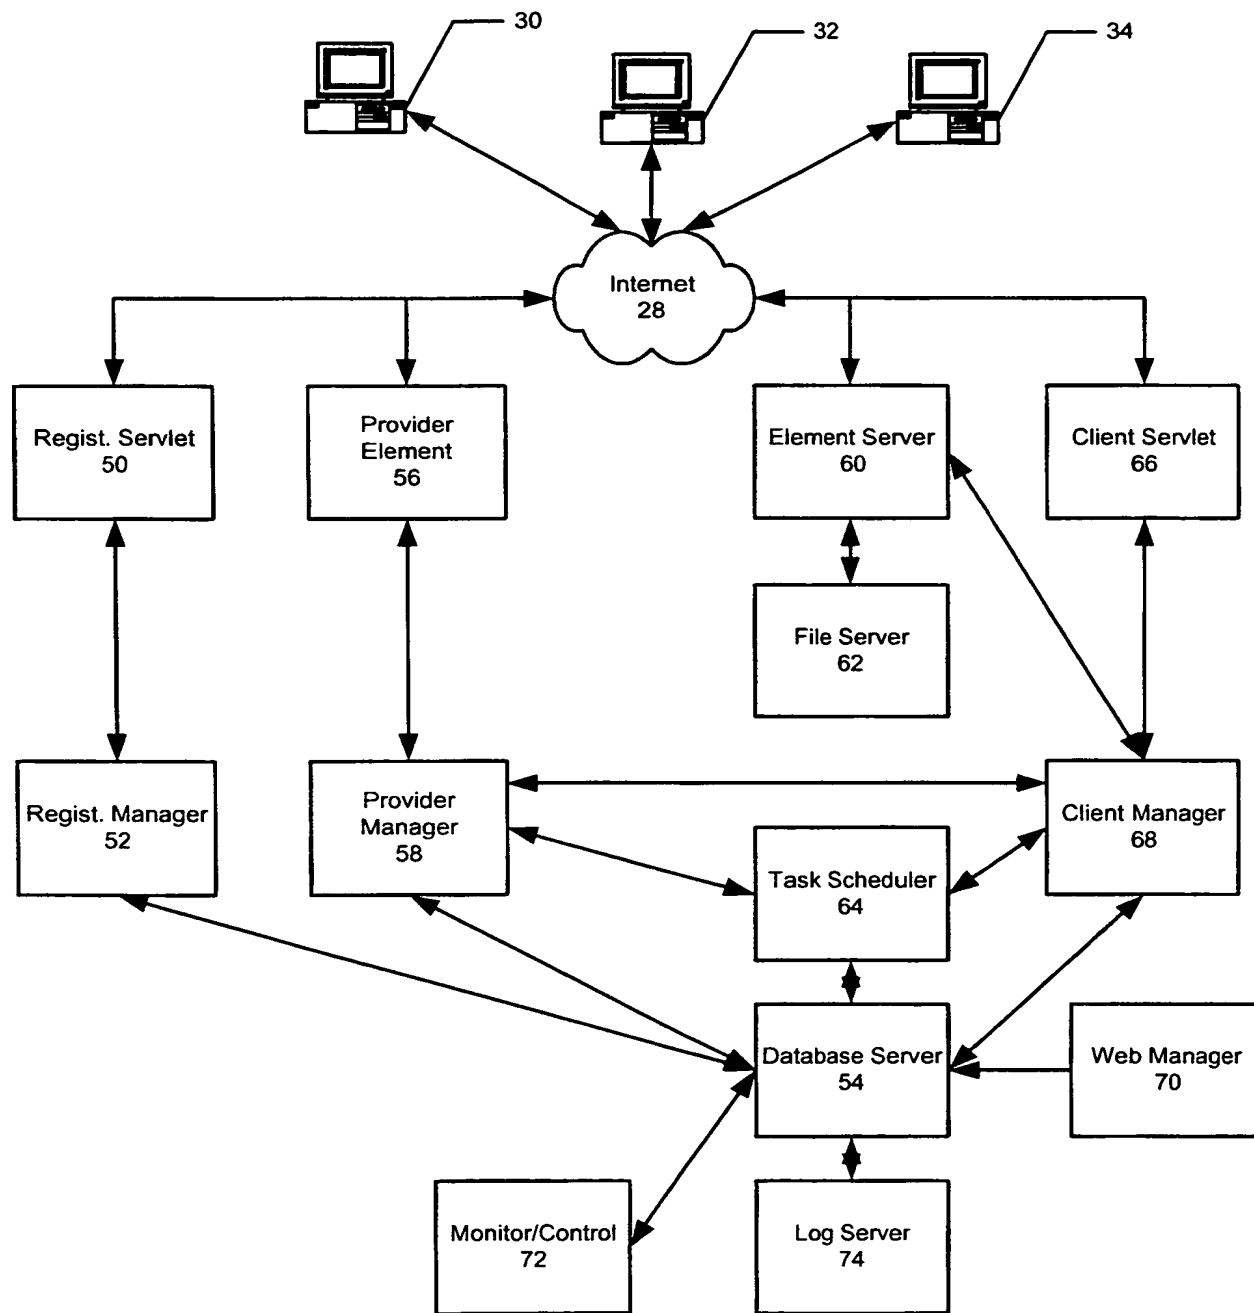 30
32
34
Internet
28
Regist. Servlet
50
Provider
Element
56
Element Server
60
Client Servlet
66
File Server
62
Regist. Manager
52
Provider
Manager
58
Client Manager
68
Task Scheduler
64
Database Server
54
Web Manager
70
Monitor/Control
72
Log Server
74